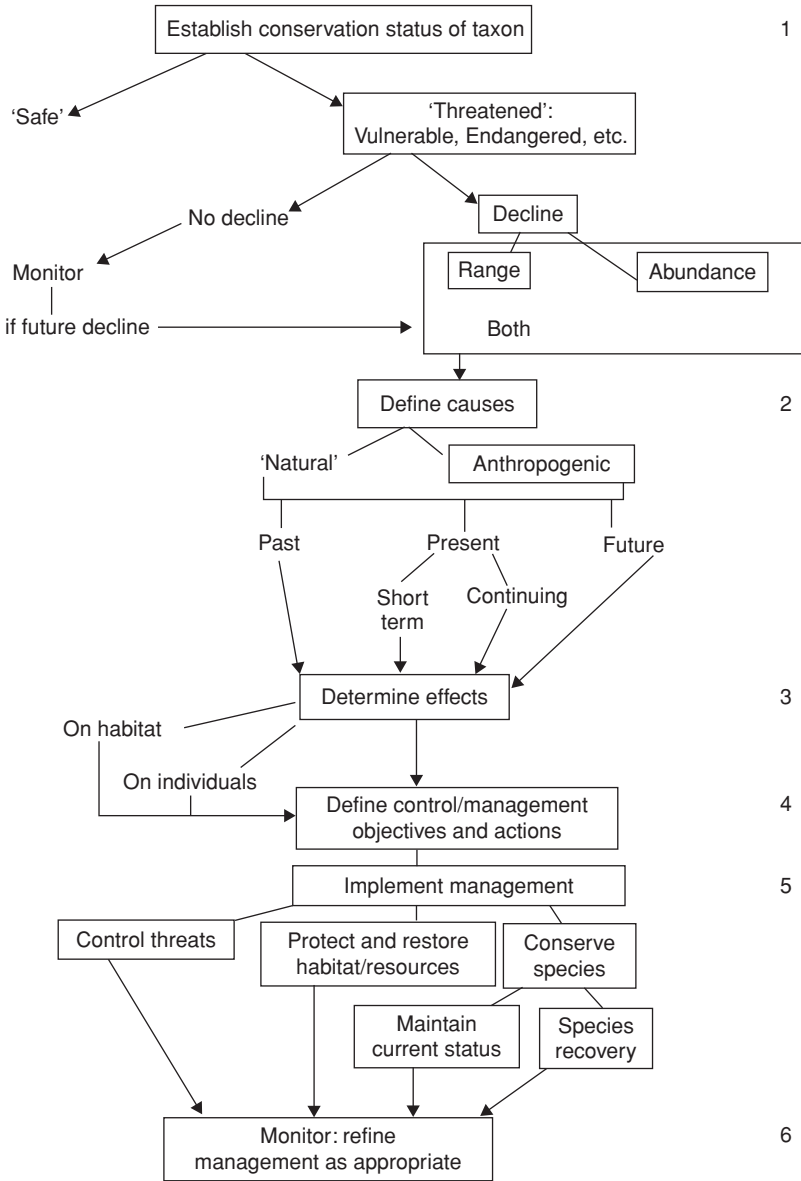 Establish conservation status of taxon
1
‘Safe’
‘Threatened’:
Vulnerable, Endangered, etc.
No decline
Decline
Monitor
Range
Abundance
if future decline
Both
Define causes
2
‘Natural’
Anthropogenic
Past
Present
Future
Short
term
Continuing
Determine effects
3
On habitat
On individuals
Define control/management
objectives and actions
4
Implement management
5
Control threats
Protect and restore
habitat/resources
Conserve
species
Maintain
current status
Species
recovery
Monitor: refine
management as appropriate
6